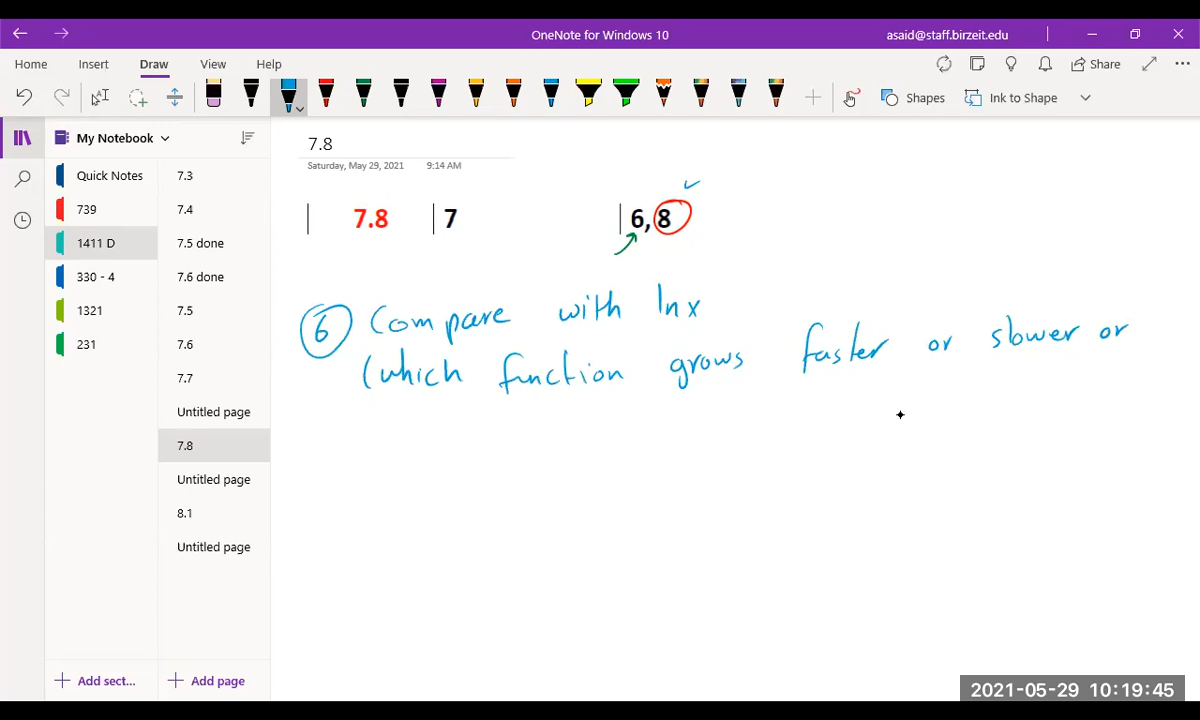 OneNote for Windows 10
asaid@staff.birzeit.edu
Home Insert Draw View Help
Share
Shapes Ink to Shape
My Notebook
Quick Notes
739
1411 D
330 - 4
1321
231
7.3
7.4
7.5 done
7.6 done
7.5
7.6
7.7
Untitled page
7.8
Untitled page
8.1
Untitled page
Add sect...
Add page
7.8
Saturday, May 29, 2021 9:14 AM
7.8 7 6, 8
6 Compare with ln x
(which function grows faster or slower or
2021-05-29 10:19:45